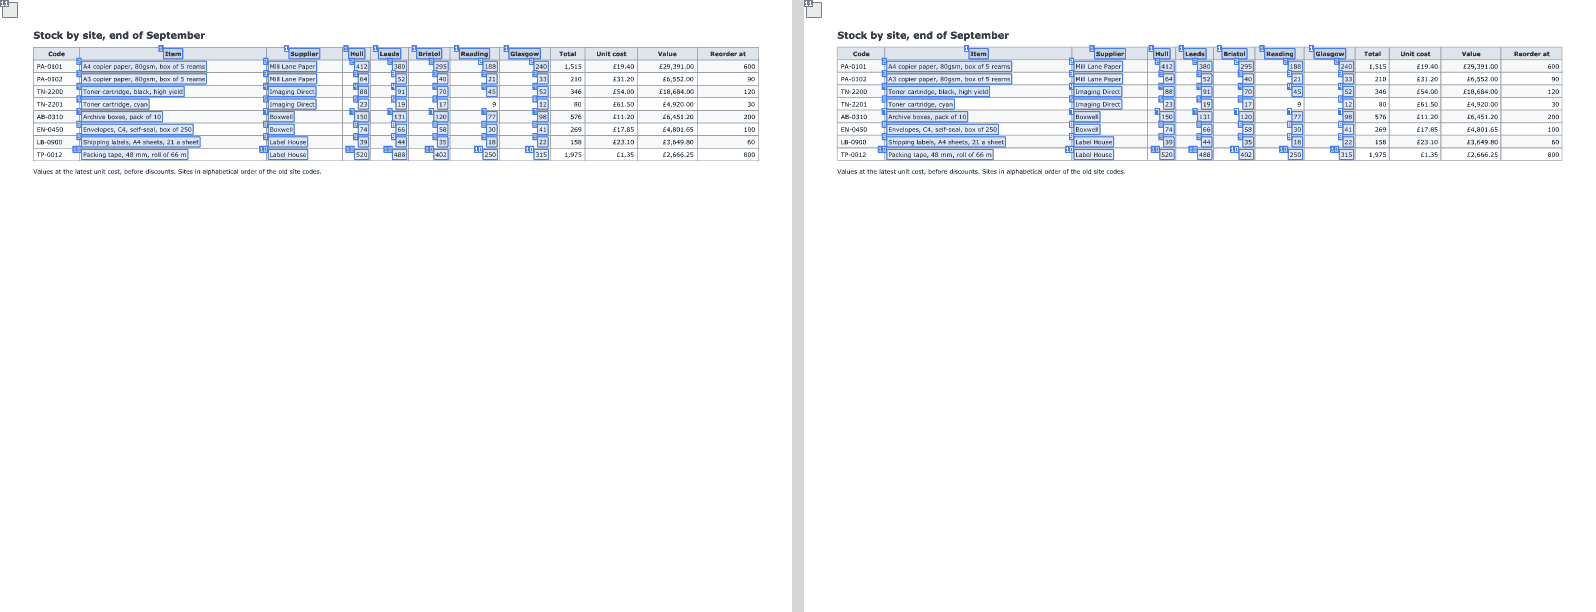 Stock by site, end of September
Code Item Supplier Hull Leeds Bristol Reading Glasgow Total Unit cost Value Reorder at
PA-0101 A4 copier paper, 80gsm, box of 5 reams Mill Lane Paper 412 380 295 188 240 1,515 £19.40 £29,391.00 600
PA-0102 A3 copier paper, 80gsm, box of 5 reams Mill Lane Paper 64 52 40 21 33 210 £31.20 £6,552.00 90
TN-2200 Toner cartridge, black, high yield Imaging Direct 88 91 70 45 52 346 £54.00 £18,684.00 120
TN-2201 Toner cartridge, cyan Imaging Direct 23 19 17 9 12 80 £61.50 £4,920.00 30
AB-0310 Archive boxes, pack of 10 Boxwell 150 131 120 77 98 576 £11.20 £6,451.20 200
EN-0450 Envelopes, C4, self-seal, box of 250 Boxwell 74 66 58 30 41 269 £17.85 £4,801.65 100
LB-0900 Shipping labels, A4 sheets, 21 a sheet Label House 39 44 35 18 22 158 £23.10 £3,649.80 60
TP-0012 Packing tape, 48 mm, roll of 66 m Label House 520 488 402 250 315 1,975 £1.35 £2,666.25 800
Values at the latest unit cost, before discounts. Sites in alphabetical order of the old site codes.
Stock by site, end of September
Code Item Supplier Hull Leeds Bristol Reading Glasgow Total Unit cost Value Reorder at
PA-0101 A4 copier paper, 80gsm, box of 5 reams Mill Lane Paper 412 380 295 188 240 1,515 £19.40 £29,391.00 600
PA-0102 A3 copier paper, 80gsm, box of 5 reams Mill Lane Paper 64 52 40 21 33 210 £31.20 £6,552.00 90
TN-2200 Toner cartridge, black, high yield Imaging Direct 88 91 70 45 52 346 £54.00 £18,684.00 120
TN-2201 Toner cartridge, cyan Imaging Direct 23 19 17 9 12 80 £61.50 £4,920.00 30
AB-0310 Archive boxes, pack of 10 Boxwell 150 131 120 77 98 576 £11.20 £6,451.20 200
EN-0450 Envelopes, C4, self-seal, box of 250 Boxwell 74 66 58 30 41 269 £17.85 £4,801.65 100
LB-0900 Shipping labels, A4 sheets, 21 a sheet Label House 39 44 35 18 22 158 £23.10 £3,649.80 60
TP-0012 Packing tape, 48 mm, roll of 66 m Label House 520 488 402 250 315 1,975 £1.35 £2,666.25 800
Values at the latest unit cost, before discounts. Sites in alphabetical order of the old site codes.